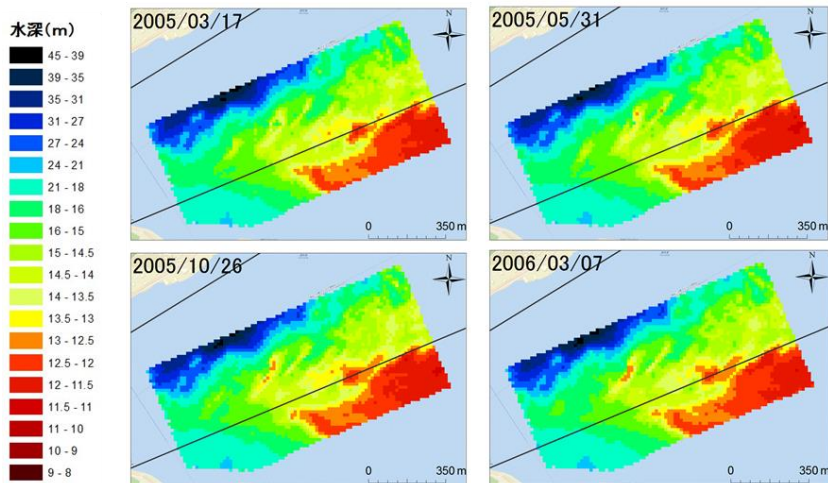 水深(m)
45 - 39
39 - 35
35 - 31
31 - 27
27 - 24
24 - 21
21 - 18
18 - 16
16 - 15
15 - 14.5
14.5 - 14
14 - 13.5
13.5 - 13
13 - 12.5
12.5 - 12
12 - 11.5
11.5 - 11
11 - 10
10 - 9
9 - 8
2005/03/17
N
0 350 m
2005/05/31
N
0 350 m
2005/10/26
N
0 350 m
2006/03/07
N
0 350 m